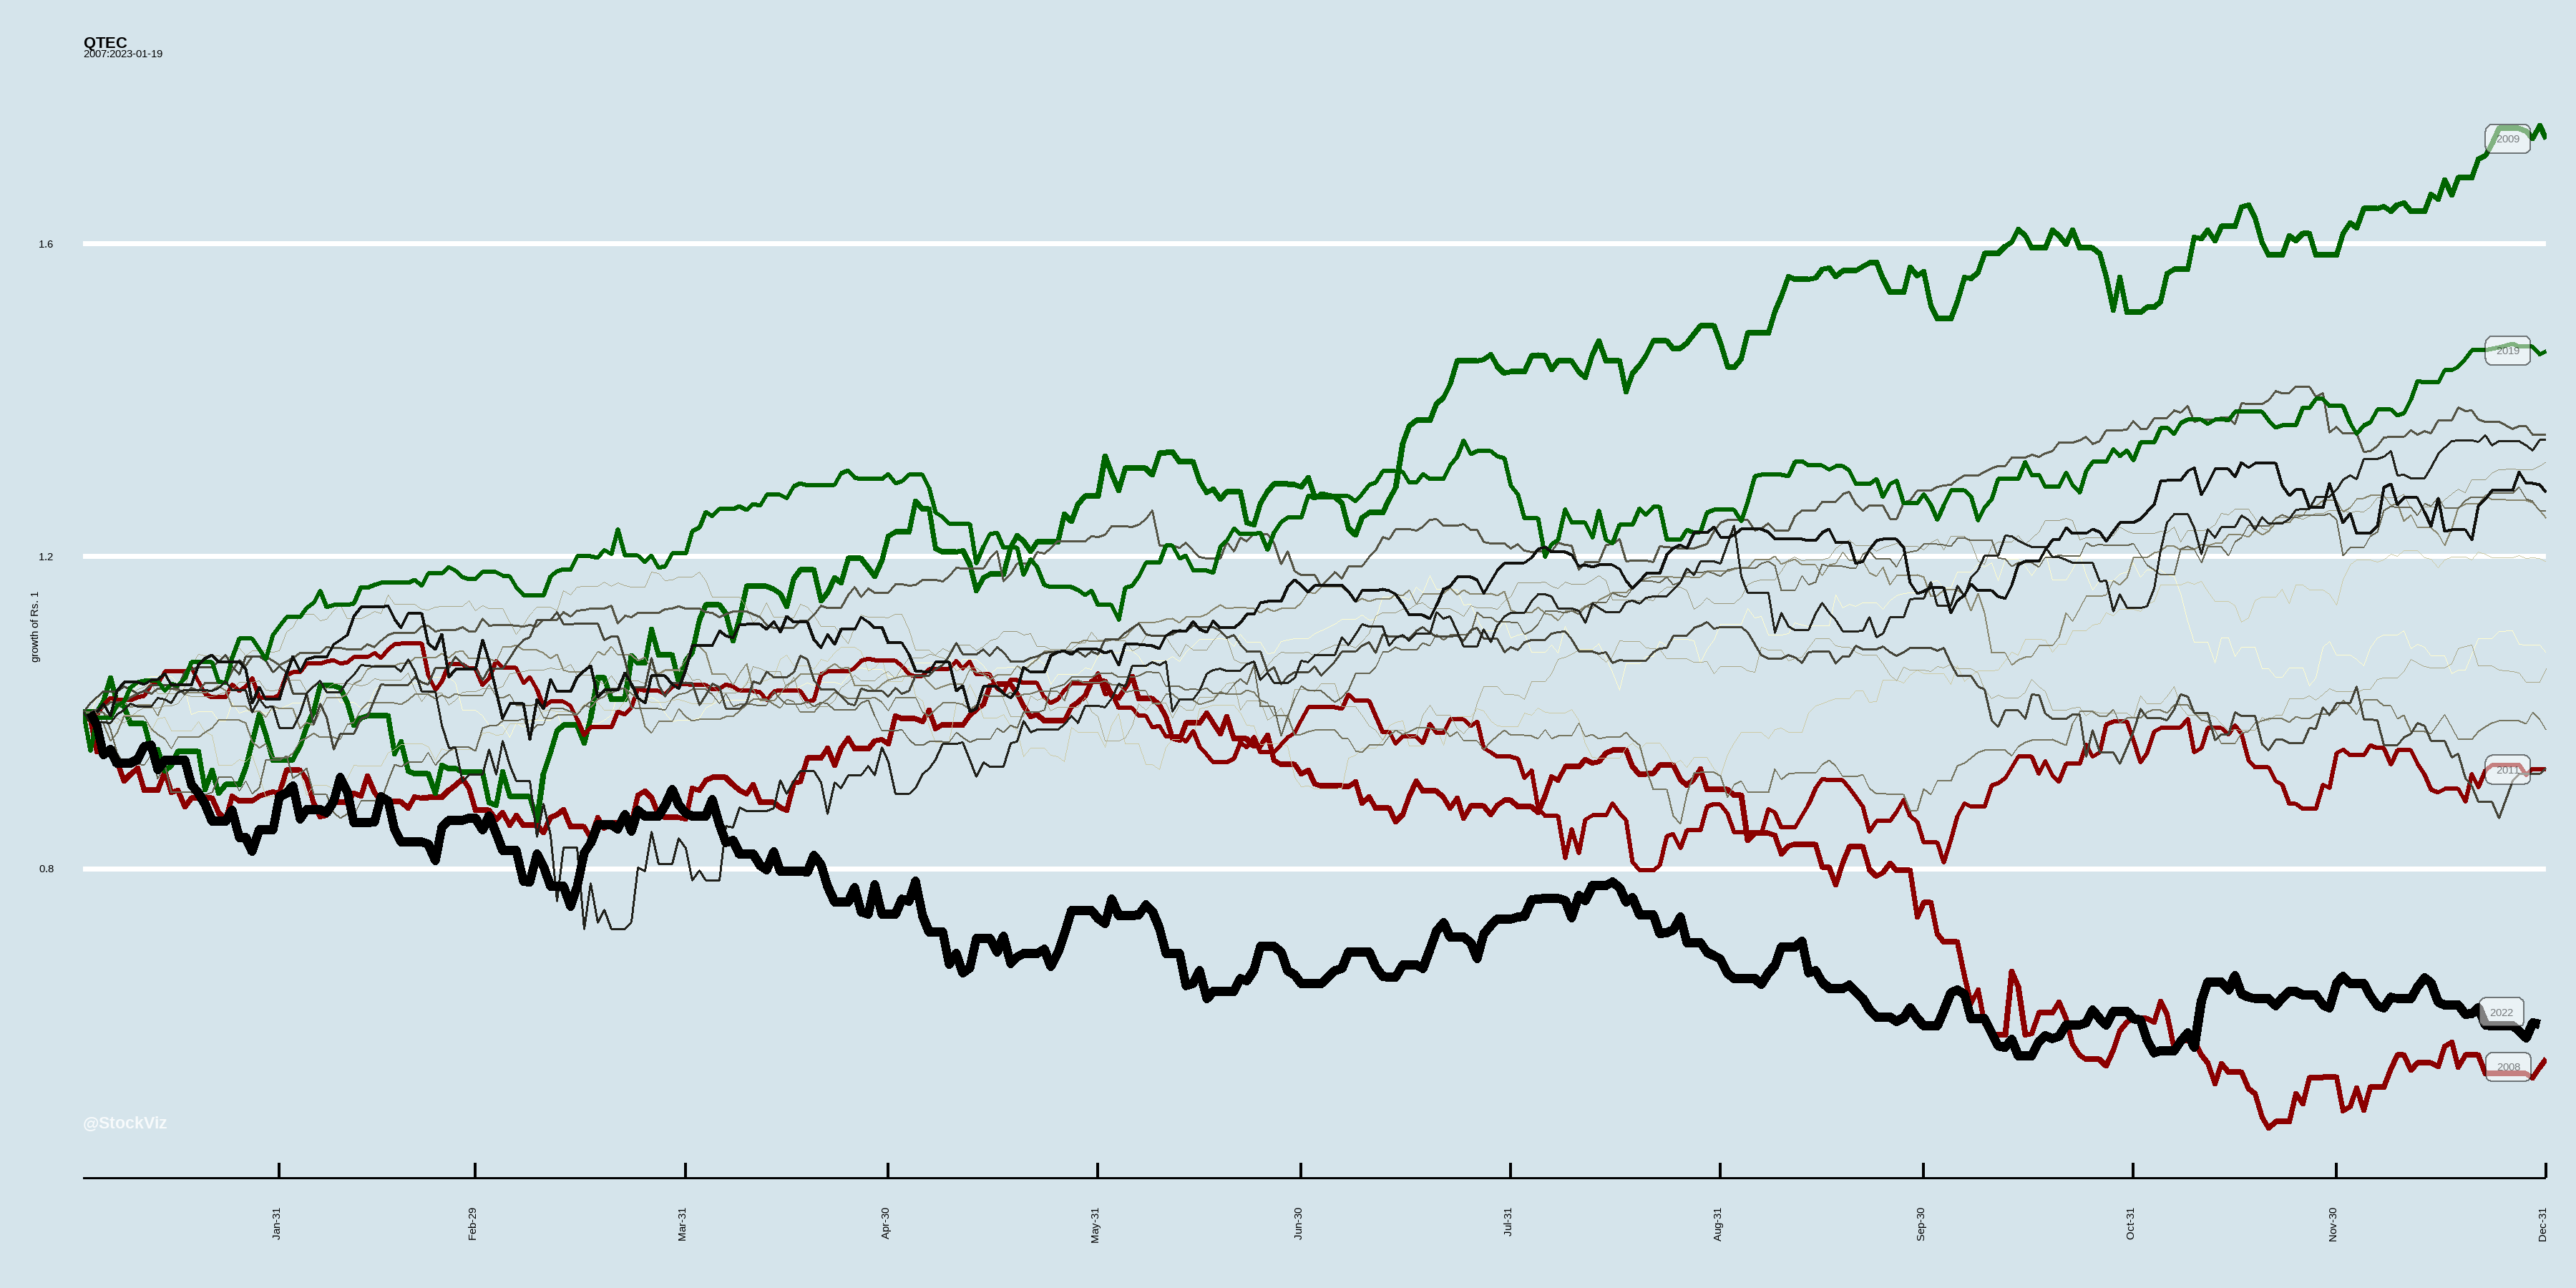 QTEC
2007:2023-01-19
2009
1.6
2019
1.2
growth of Rs. 1
2011
0.8
2022
2008
@StockViz
Jan-31
Feb-29
Mar-31
Apr-30
May-31
Jun-30
Jul-31
Aug-31
Sep-30
Oct-31
Nov-30
Dec-31